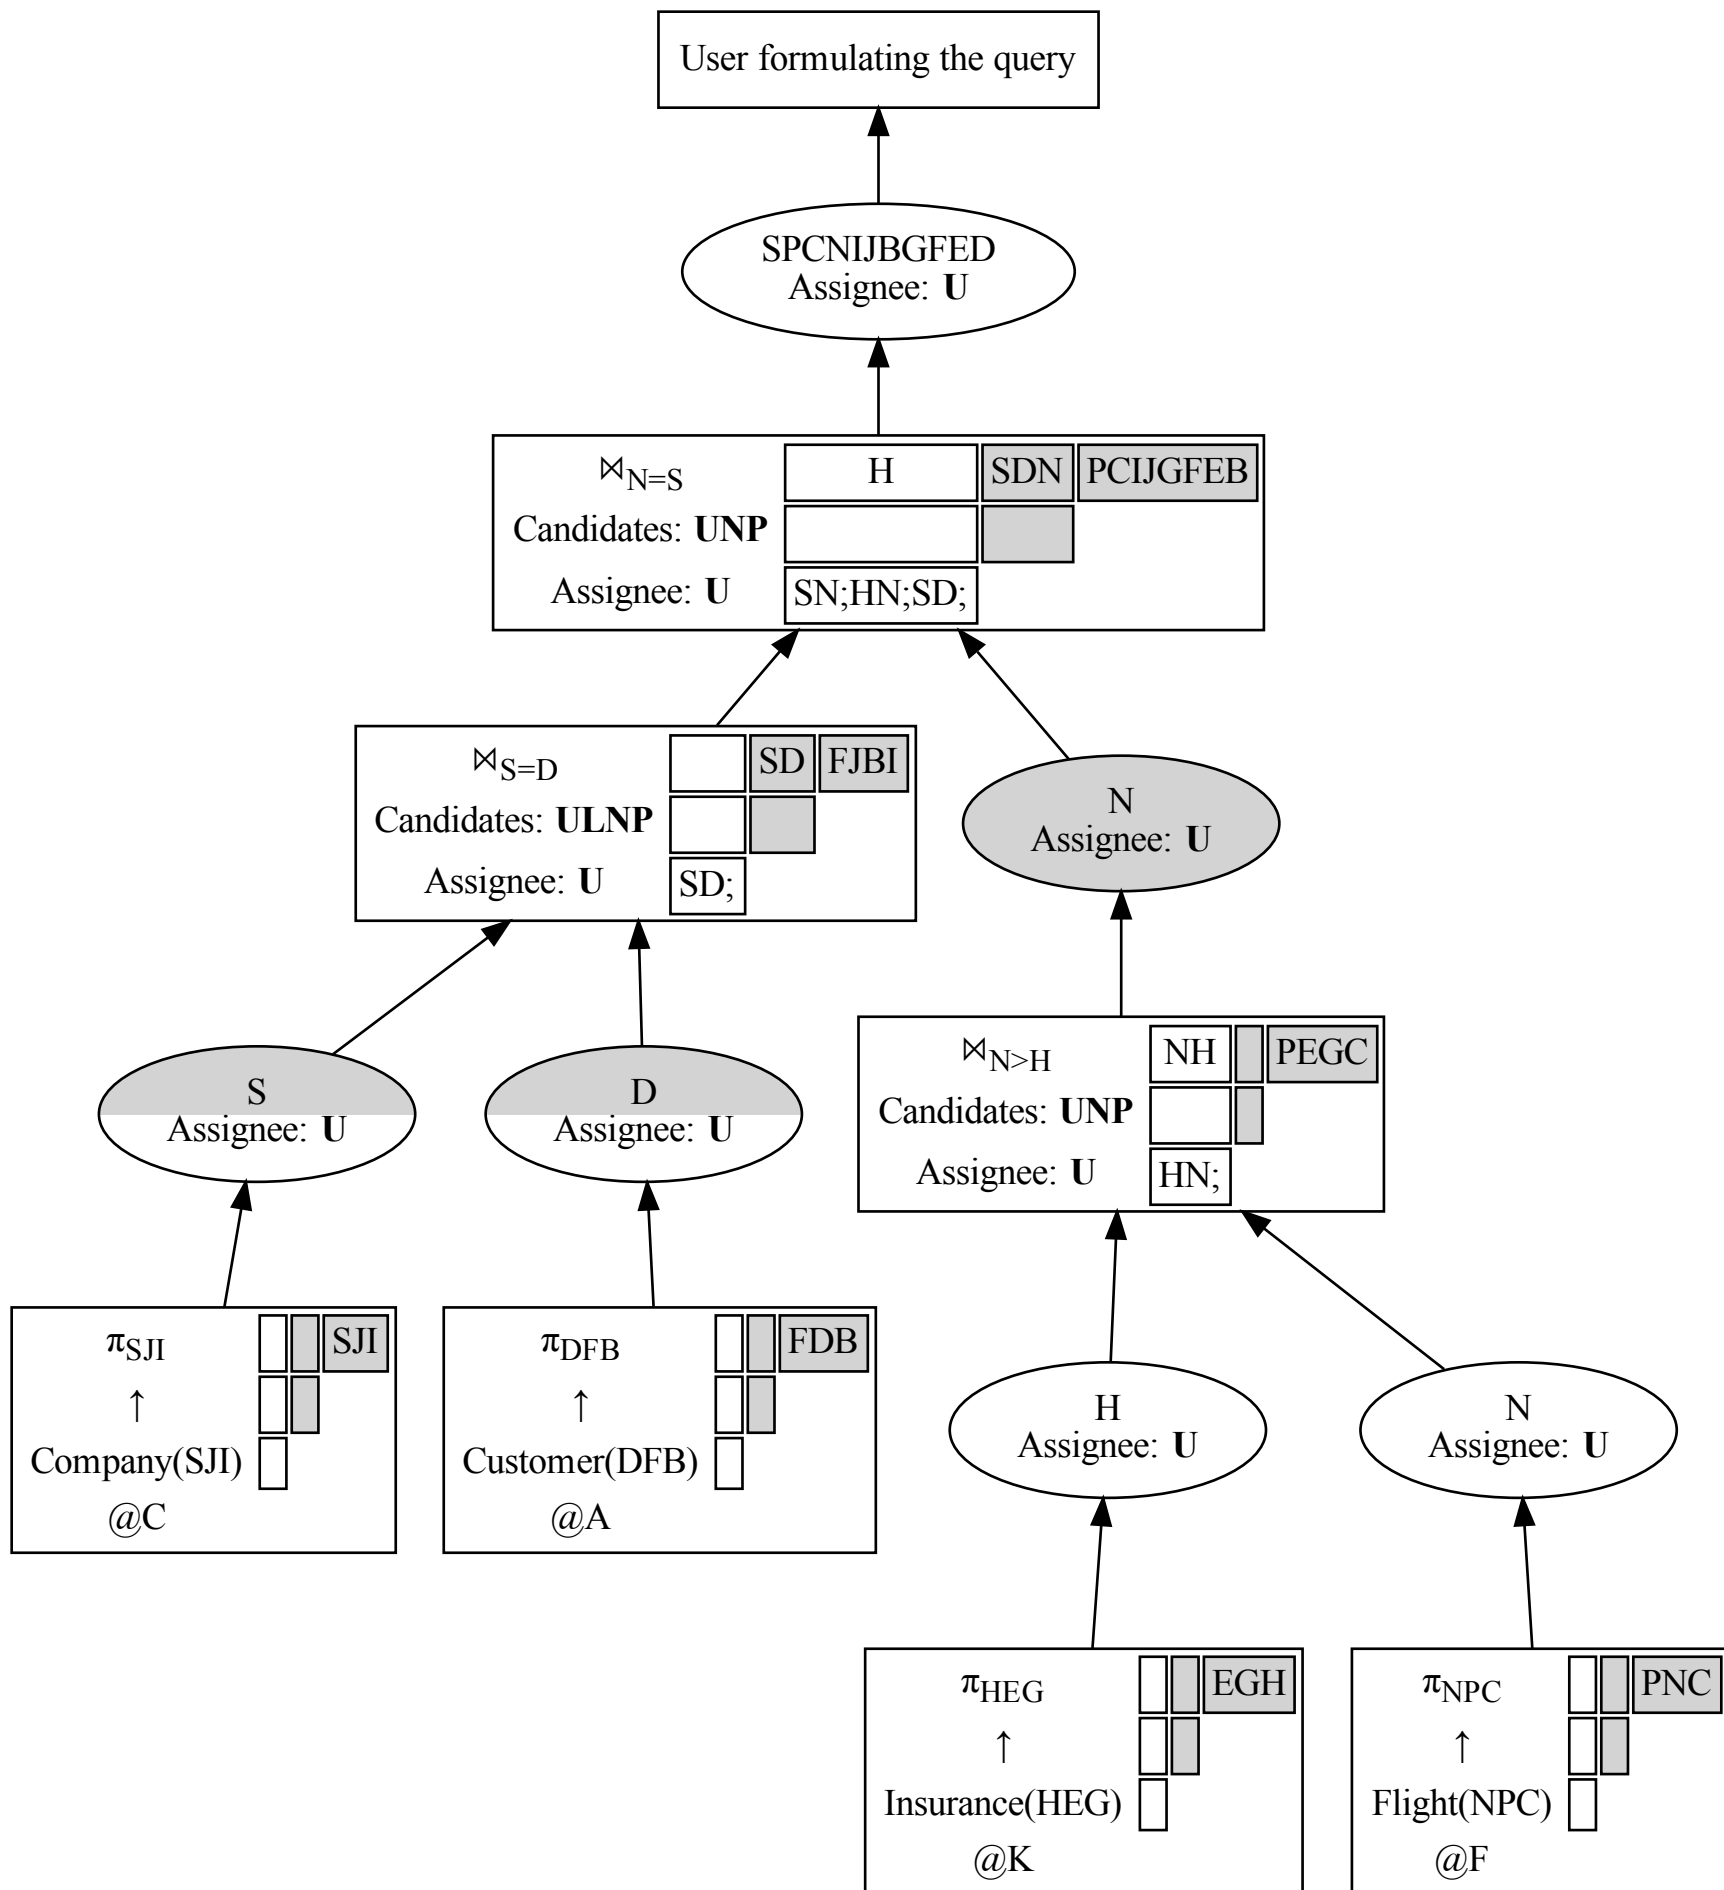 User formulating the query
SPCNIJBGFED
Assignee: U
⋈N=S
H
SDN
PCIJGFEB
Candidates: UNP
Assignee: U
SN;HN;SD;
⋈S=D
SD
FJBI
Candidates: ULNP
Assignee: U
SD;
N
Assignee: U
S
Assignee: U
D
Assignee: U
⋈N>H
NH
PEGC
Candidates: UNP
Assignee: U
HN;
πSJI
SJI
↑
Company(SJI)
@C
πDFB
FDB
↑
Customer(DFB)
@A
H
Assignee: U
N
Assignee: U
πHEG
EGH
↑
Insurance(HEG)
@K
πNPC
PNC
↑
Flight(NPC)
@F